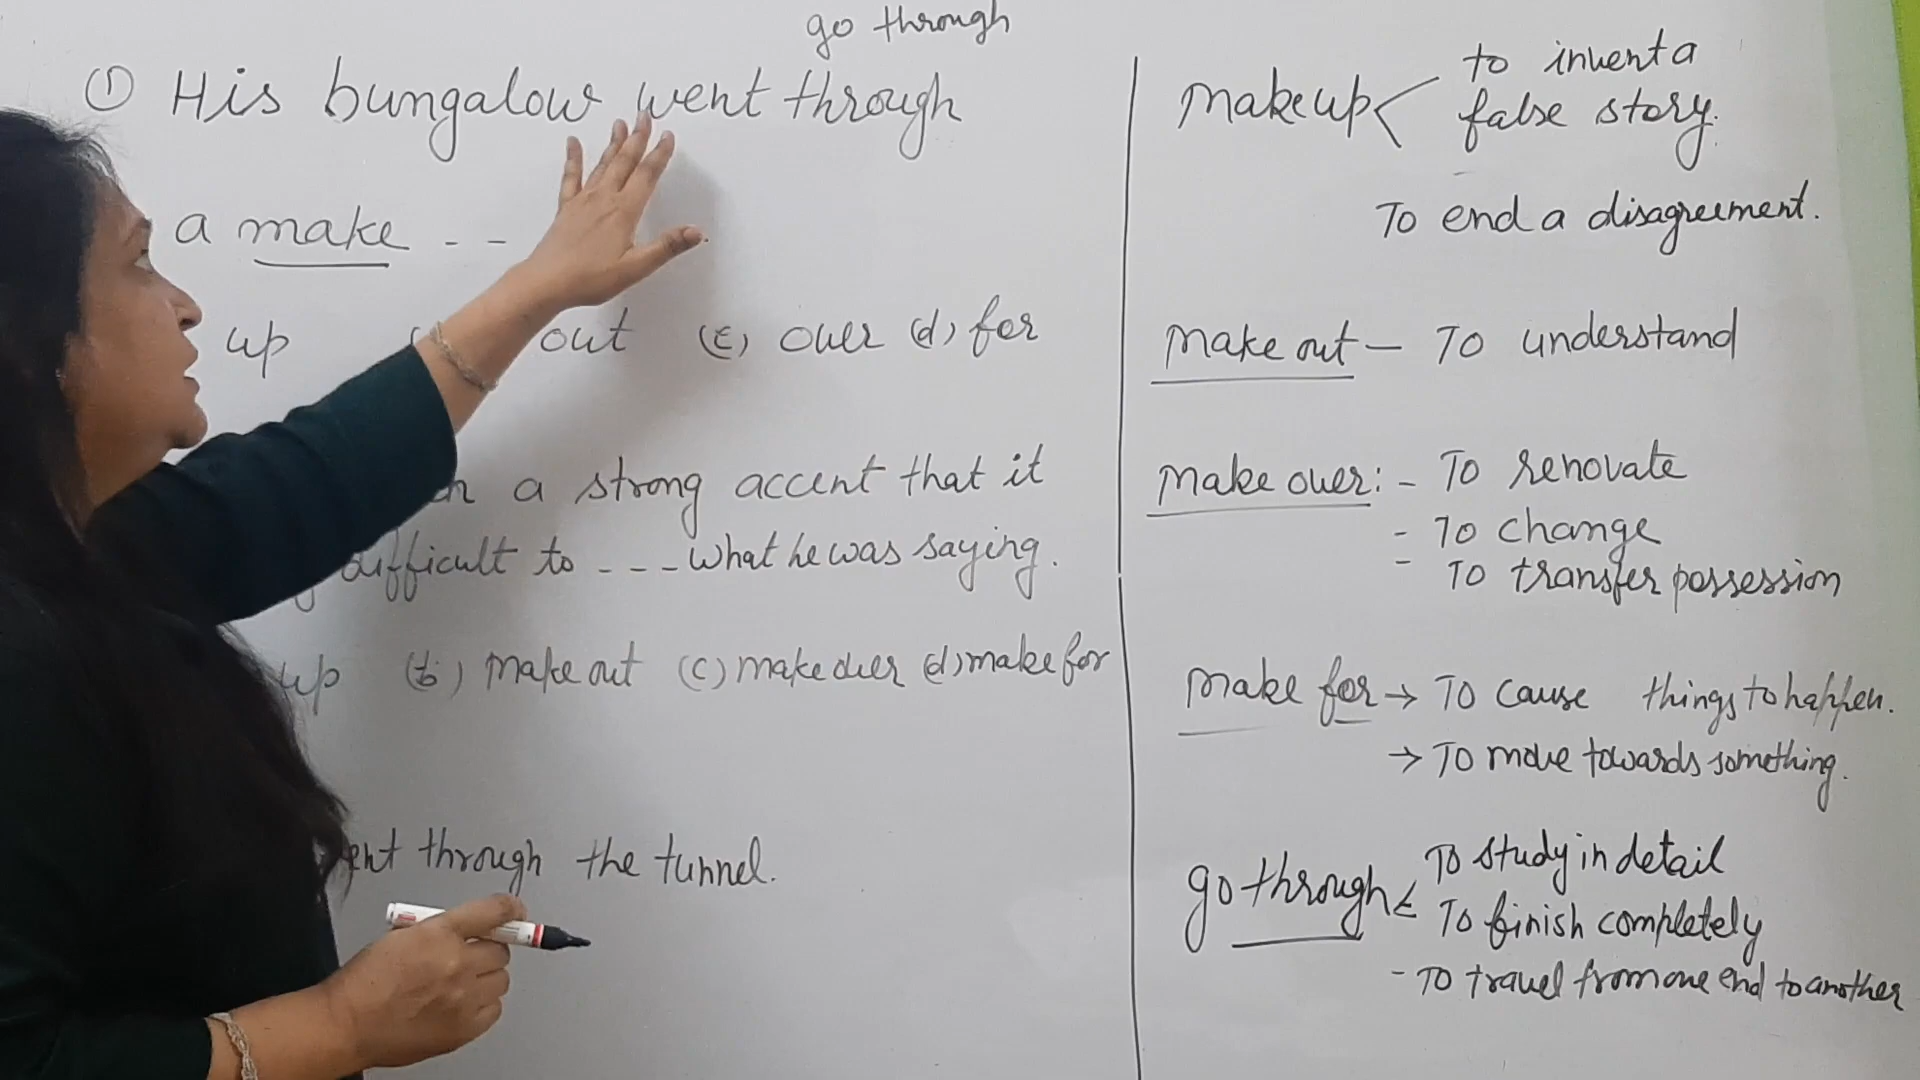 go through
① His bungalow went through
a make - -
up out (c) over (d) for
a strong accent that it
difficult to - - - what he was saying.
up (b) make out (c) make over (d) make for
through the tunnel.
make up < to invent a
false story.
To end a disagreement.
make out — To understand
make over : - To renovate
- To change
- To transfer possession
make for → To cause things to happen.
→ To move towards something.
go through < To study in detail
To finish completely
- To travel from one end to another